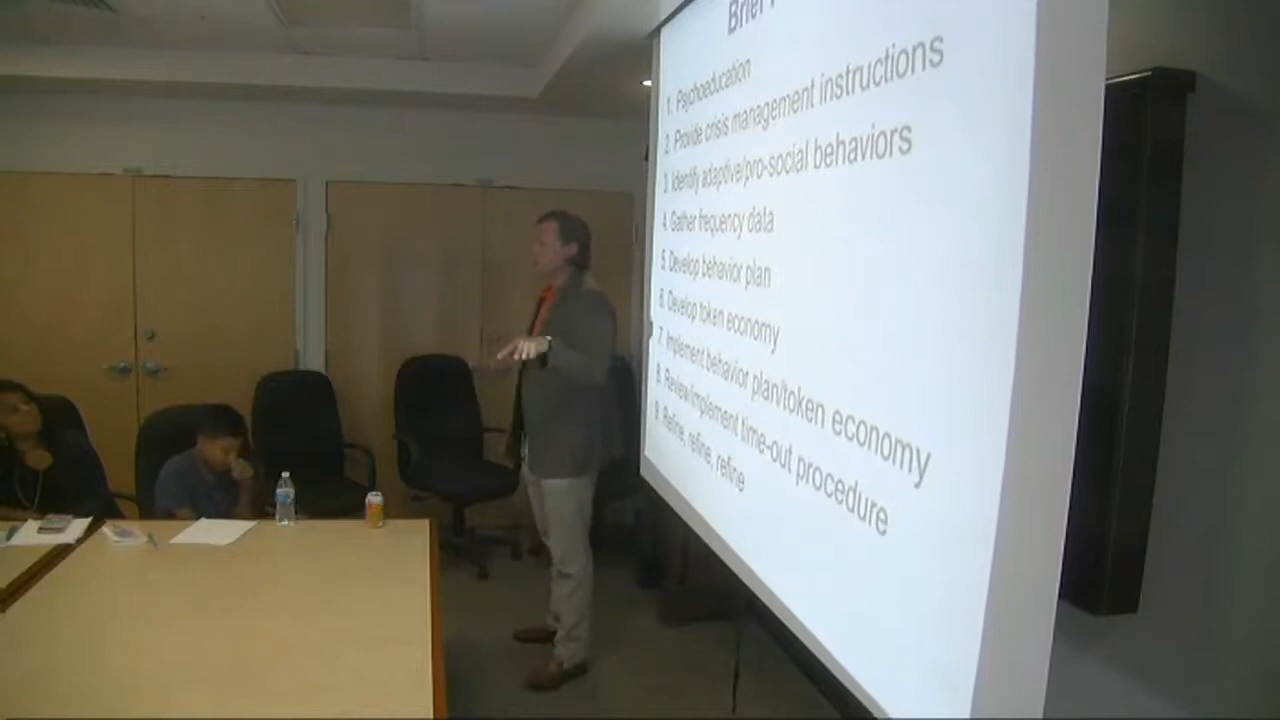 Brief
1. Psychoeducation
2. Provide crisis management instructions
3. Identify adaptive/pro-social behaviors
4. Gather frequency data
5. Develop behavior plan
6. Develop token economy
7. Implement behavior plan/token economy
8. Review/implement time-out procedure
9. Refine, refine, refine